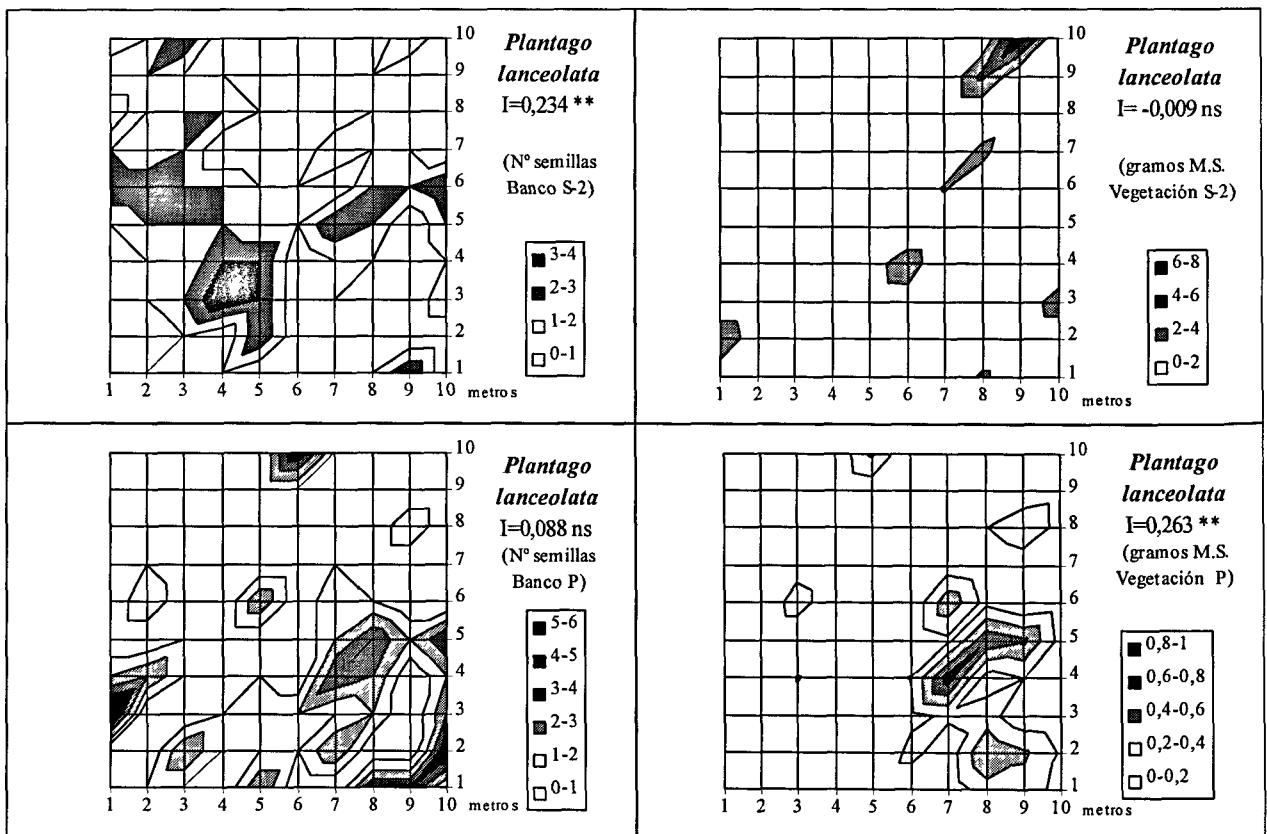 10
9
8
7
6
5
4
3
2
1
1 2 3 4 5 6 7 8 9 10 metros
Plantago
lanceolata
I=0,234 **
(Nº semillas
Banco S-2)
3-4
2-3
1-2
0-1
10
9
8
7
6
5
4
3
2
1
1 2 3 4 5 6 7 8 9 10 metros
Plantago
lanceolata
I= -0,009 ns
(gramos M.S.
Vegetación S-2)
6-8
4-6
2-4
0-2
10
9
8
7
6
5
4
3
2
1
1 2 3 4 5 6 7 8 9 10 metros
Plantago
lanceolata
I=0,088 ns
(Nº semillas
Banco P)
5-6
4-5
3-4
2-3
1-2
0-1
10
9
8
7
6
5
4
3
2
1
1 2 3 4 5 6 7 8 9 10 metros
Plantago
lanceolata
I=0,263 **
(gramos M.S.
Vegetación P)
0,8-1
0,6-0,8
0,4-0,6
0,2-0,4
0-0,2